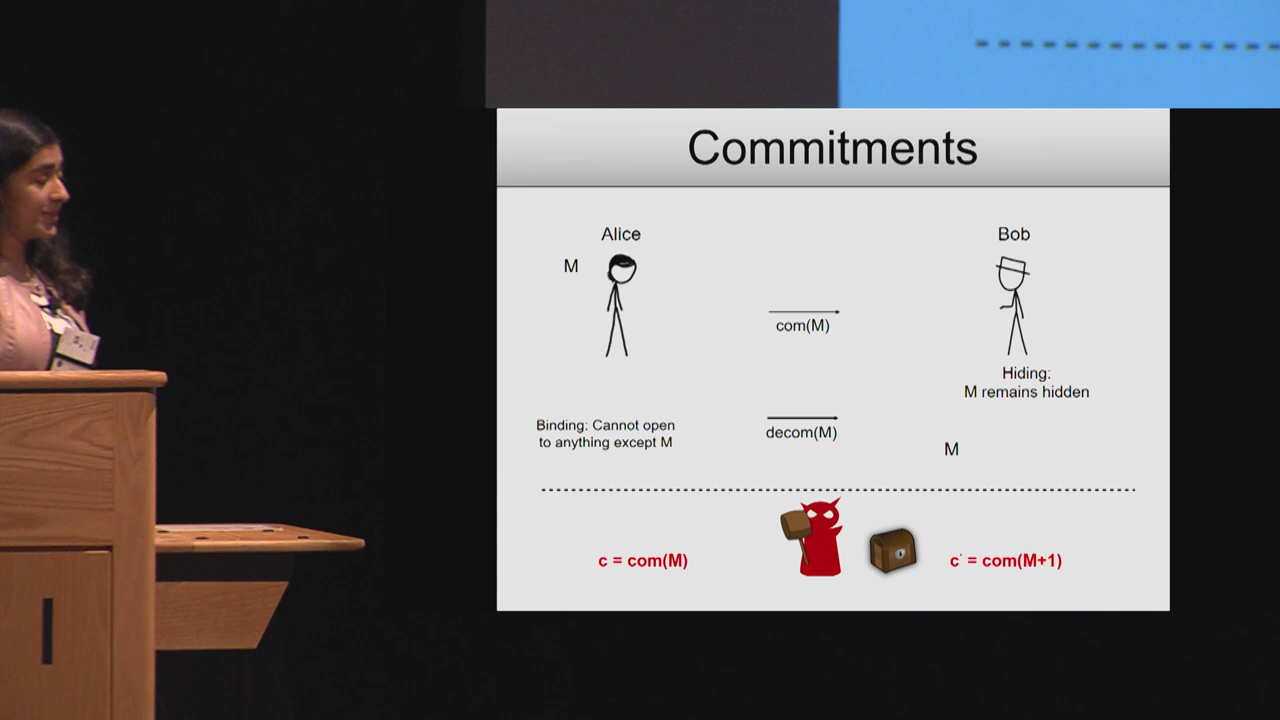 Commitments
Alice
Bob
M
com(M)
Hiding:
M remains hidden
Binding: Cannot open
to anything except M
decom(M)
M
c = com(M)
c' = com(M+1)